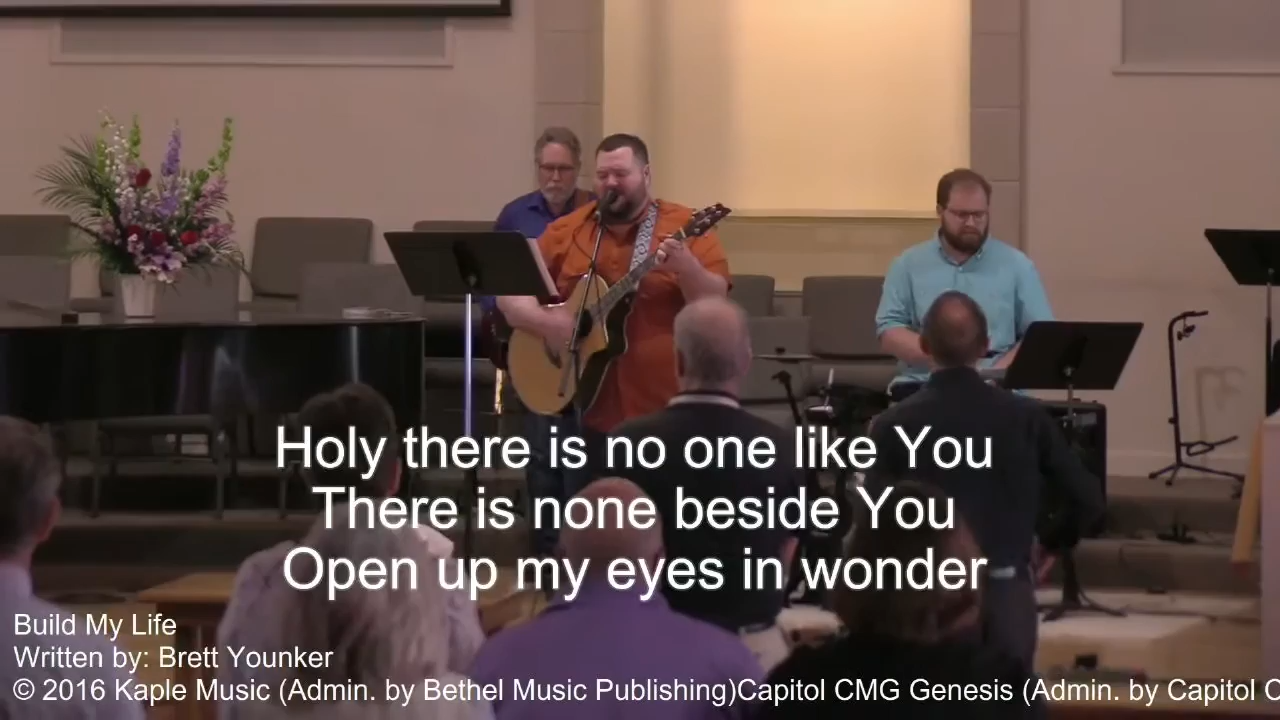 Holy there is no one like You
There is none beside You
Open up my eyes in wonder
Build My Life
Written by: Brett Younker
© 2016 Kaple Music (Admin. by Bethel Music Publishing)Capitol CMG Genesis (Admin. by Capitol C